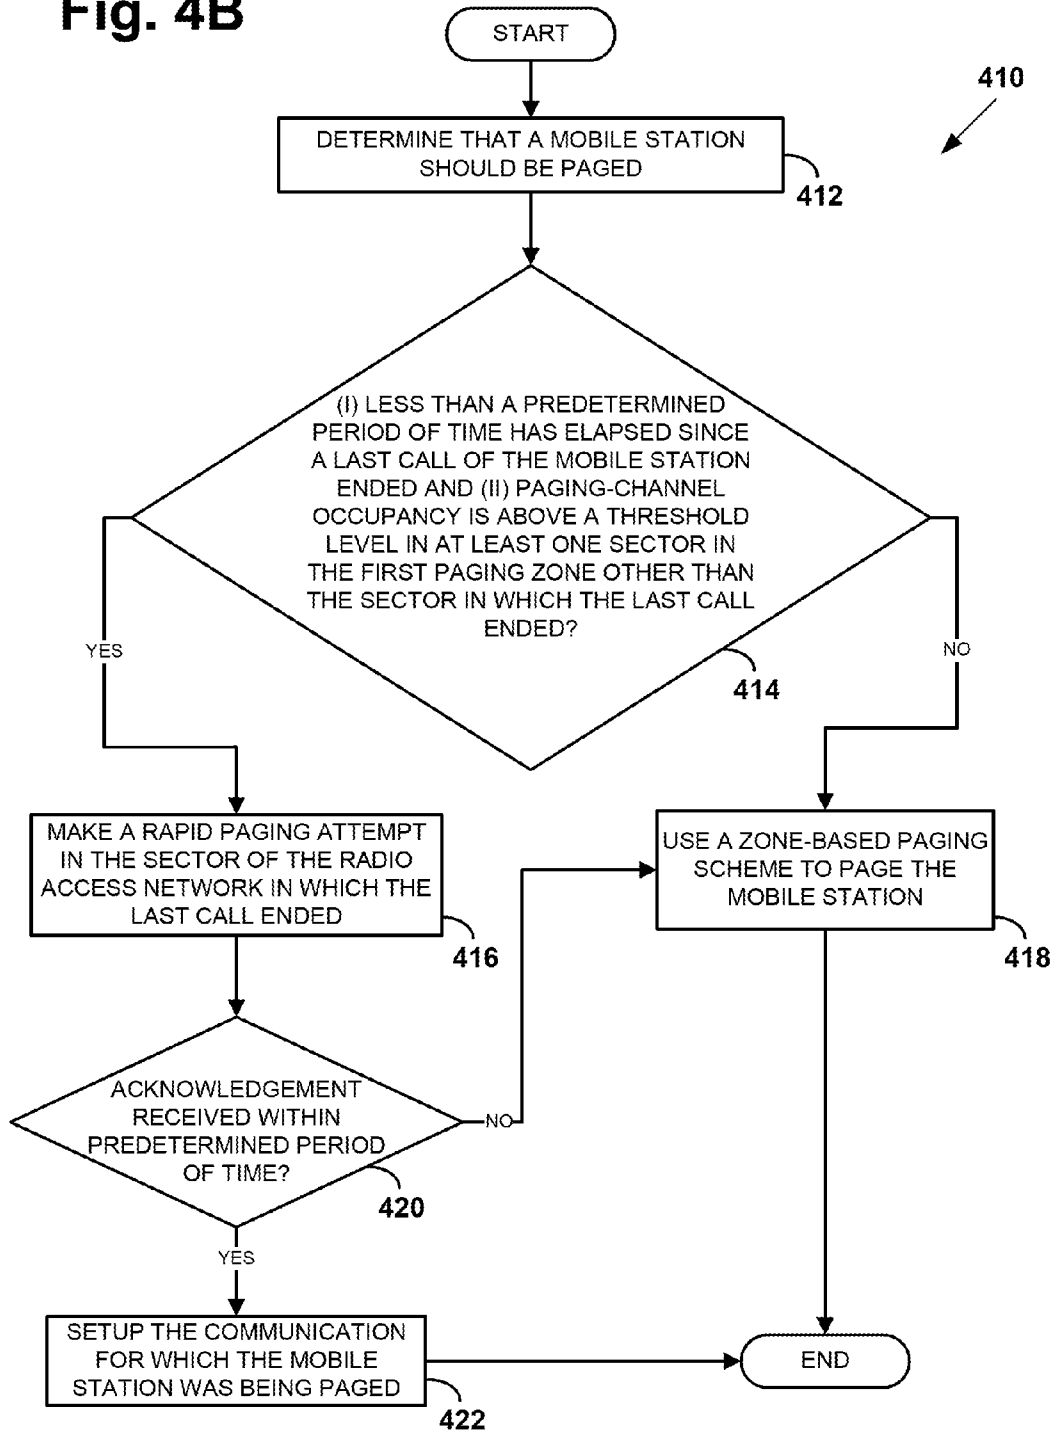 Fig. 4B
START
410
DETERMINE THAT A MOBILE STATION
SHOULD BE PAGED
412
(I) LESS THAN A PREDETERMINED
PERIOD OF TIME HAS ELAPSED SINCE
A LAST CALL OF THE MOBILE STATION
ENDED AND (II) PAGING-CHANNEL
OCCUPANCY IS ABOVE A THRESHOLD
LEVEL IN AT LEAST ONE SECTOR IN
THE FIRST PAGING ZONE OTHER THAN
THE SECTOR IN WHICH THE LAST CALL
ENDED?
414
YES
NO
MAKE A RAPID PAGING ATTEMPT
IN THE SECTOR OF THE RADIO
ACCESS NETWORK IN WHICH THE
LAST CALL ENDED
416
USE A ZONE-BASED PAGING
SCHEME TO PAGE THE
MOBILE STATION
418
ACKNOWLEDGEMENT
RECEIVED WITHIN
PREDETERMINED PERIOD
OF TIME?
420
NO
YES
SETUP THE COMMUNICATION
FOR WHICH THE MOBILE
STATION WAS BEING PAGED
422
END